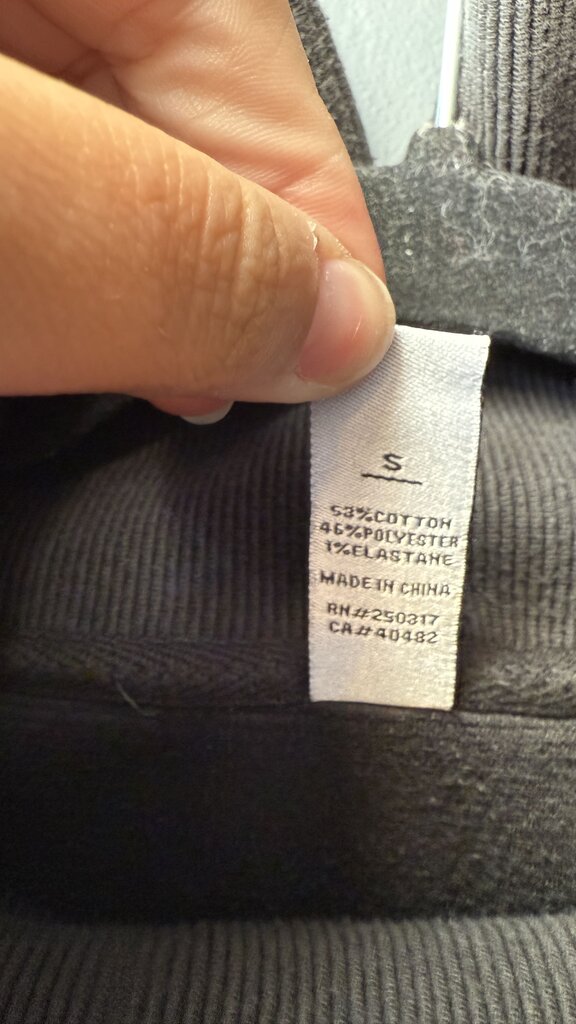 S
53%COTTON
46%POLYESTER
1%ELASTANE
MADE IN CHINA
RN#250317
CA#40482